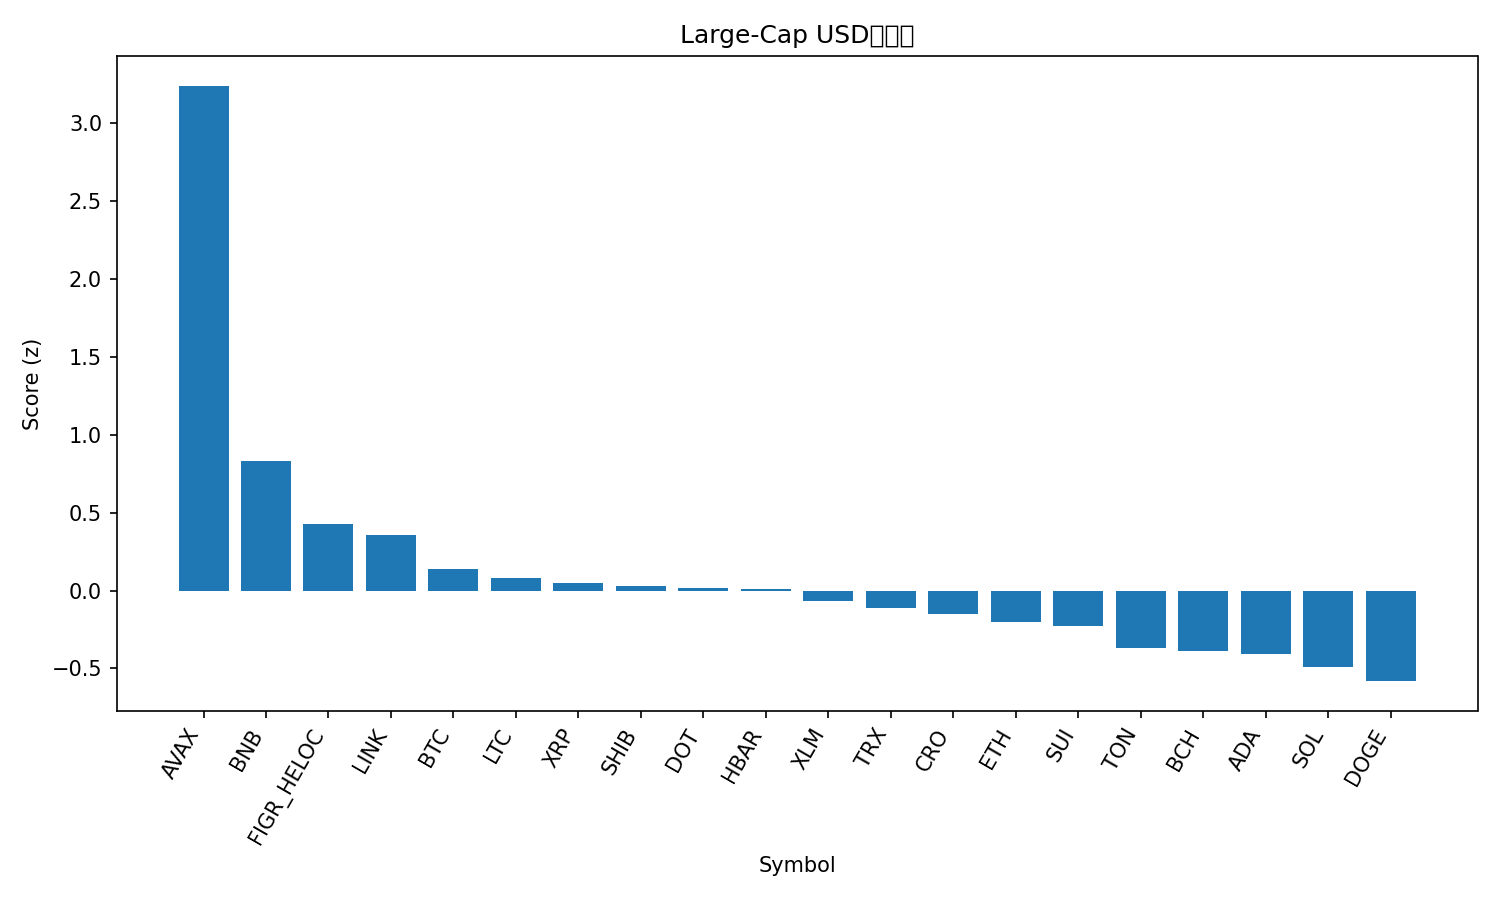 Large-Cap USD
Score (z)
3.0
2.5
2.0
1.5
1.0
0.5
0.0
−0.5
AVAX
BNB
FIGR_HELOC
LINK
BTC
LTC
XRP
SHIB
DOT
HBAR
XLM
TRX
CRO
ETH
SUI
TON
BCH
ADA
SOL
DOGE
Symbol